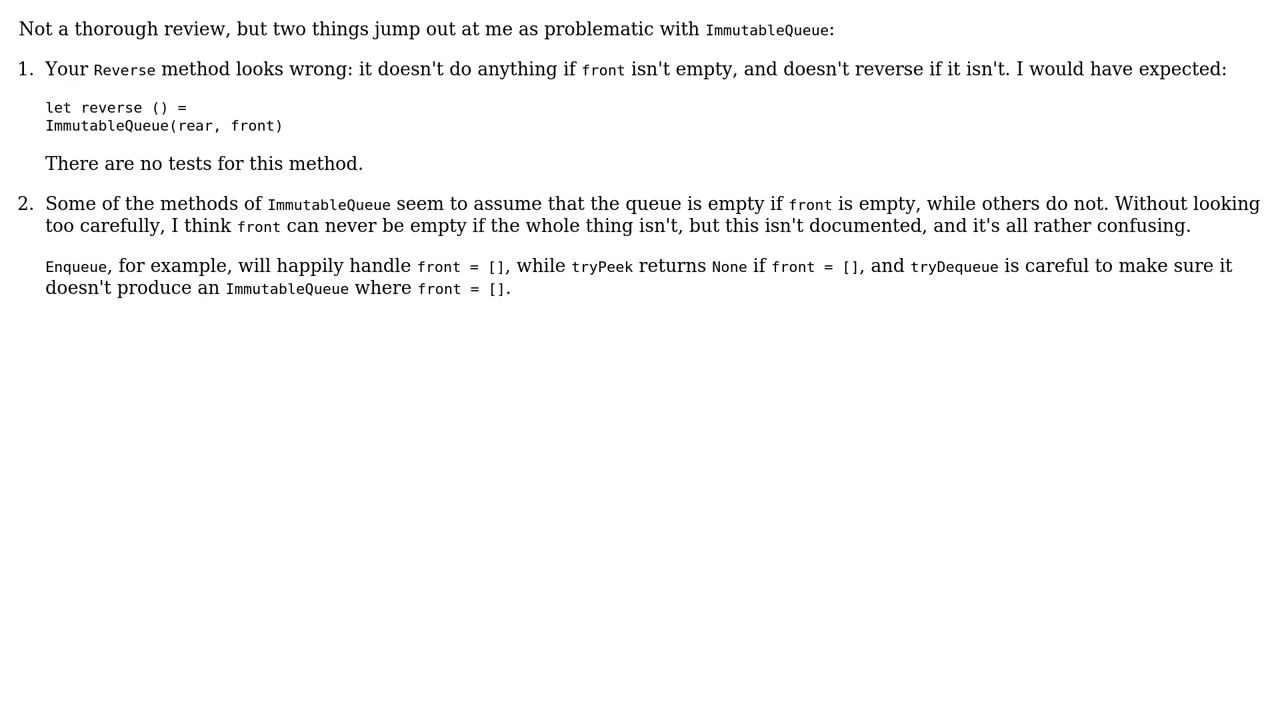 Not a thorough review, but two things jump out at me as problematic with ImmutableQueue:
1. Your Reverse method looks wrong: it doesn't do anything if front isn't empty, and doesn't reverse if it isn't. I would have expected:
let reverse () =
ImmutableQueue(rear, front)
There are no tests for this method.
2. Some of the methods of ImmutableQueue seem to assume that the queue is empty if front is empty, while others do not. Without looking
too carefully, I think front can never be empty if the whole thing isn't, but this isn't documented, and it's all rather confusing.
Enqueue, for example, will happily handle front = [], while tryPeek returns None if front = [], and tryDequeue is careful to make sure it
doesn't produce an ImmutableQueue where front = [].